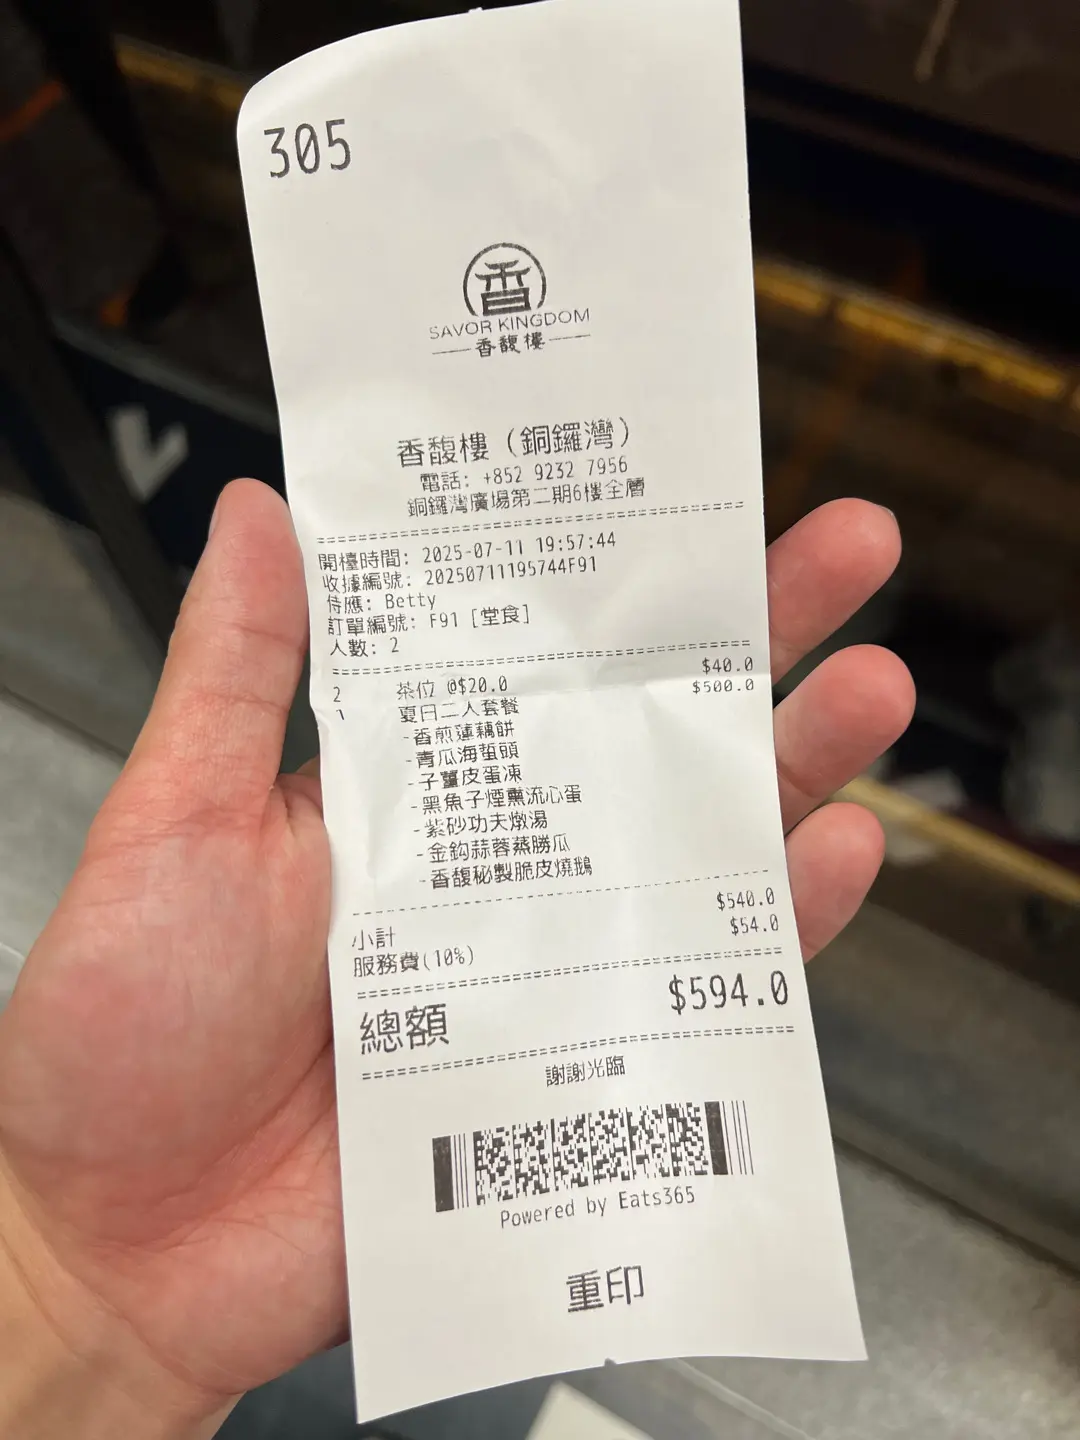 305
香
SAVOR KINGDOM
香馥樓
香馥樓（銅鑼灣）
電話: +852 9232 7956
銅鑼灣廣場第二期6樓全層
開檯時間: 2025-07-11 19:57:44
收據編號: 20250711195744F91
侍應: Betty
訂單編號: F91 [堂食]
人數: 2
2 茶位 @$20.0 $40.0
1 夏日二人套餐 $500.0
-香煎蓮藕餅
-青瓜海蜇頭
-子薑皮蛋凍
-黑魚子煙熏流心蛋
-紫砂功夫燉湯
-金鈎蒜蓉蒸勝瓜
-香馥秘製脆皮燒鵝
小計 $540.0
服務費(10%) $54.0
總額 $594.0
謝謝光臨
Powered by Eats365
重印